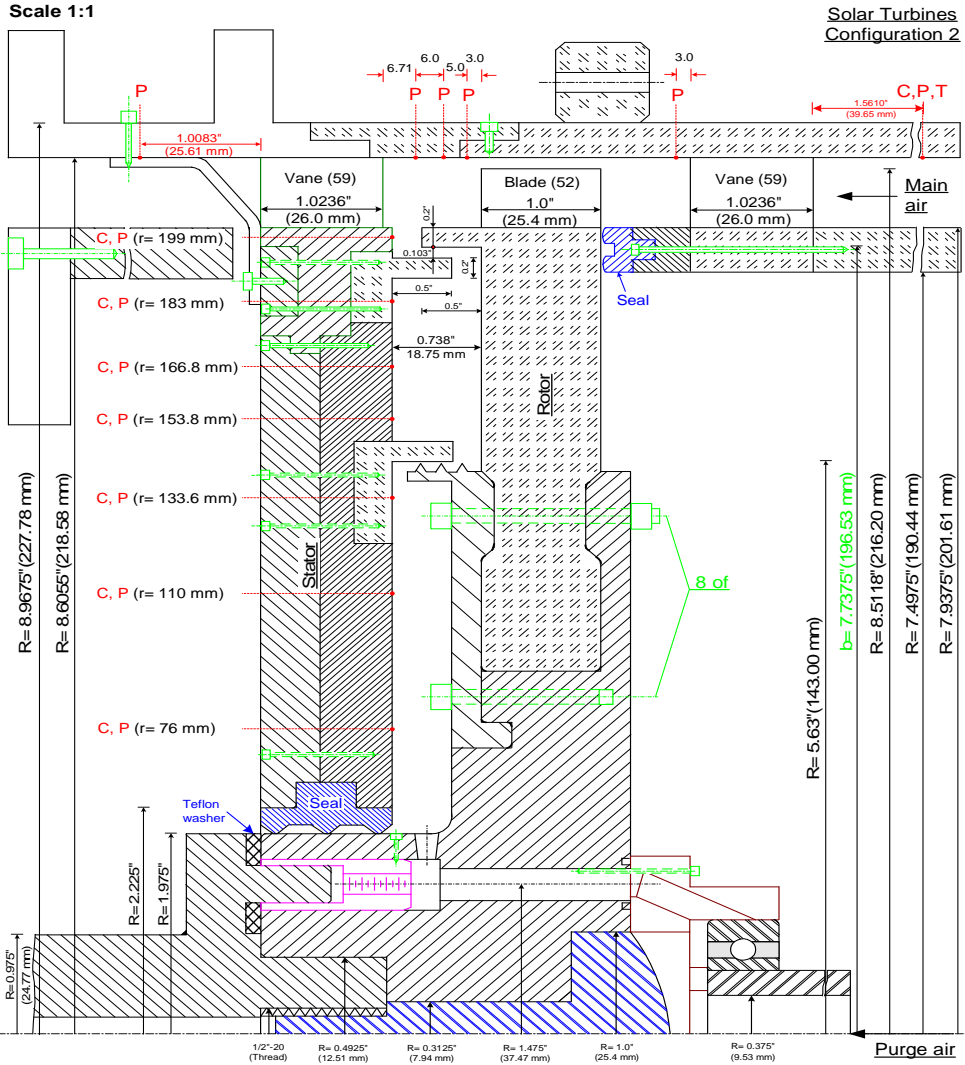 Scale 1:1
Solar Turbines
Configuration 2
6.71
6.0
5.0
3.0
3.0
P
P
P
P
P
C,P,T
1.0083"
(25.61 mm)
1.5610"
(39.65 mm)
Vane (59)
1.0236"
(26.0 mm)
Blade (52)
1.0"
(25.4 mm)
Vane (59)
1.0236"
(26.0 mm)
Main
air
C, P (r= 199 mm)
0.2"
0.103"
0.2"
0.5"
0.5"
Seal
C, P (r= 183 mm)
0.738"
18.75 mm
C, P (r= 166.8 mm)
C, P (r= 153.8 mm)
C, P (r= 133.6 mm)
C, P (r= 110 mm)
C, P (r= 76 mm)
Rotor
Stator
8 of
R= 8.9675"(227.78 mm)
R= 8.6055"(218.58 mm)
R= 5.63"(143.00 mm)
b= 7.7375"(196.53 mm)
R= 8.5118"(216.20 mm)
R= 7.4975"(190.44 mm)
R= 7.9375"(201.61 mm)
Teflon
washer
Seal
R= 2.225"
R= 1.975"
R= 0.975"
(24.77 mm)
1/2"-20
(Thread)
R= 0.4925"
(12.51 mm)
R= 0.3125"
(7.94 mm)
R= 1.475"
(37.47 mm)
R= 1.0"
(25.4 mm)
R= 0.375"
(9.53 mm)
Purge air